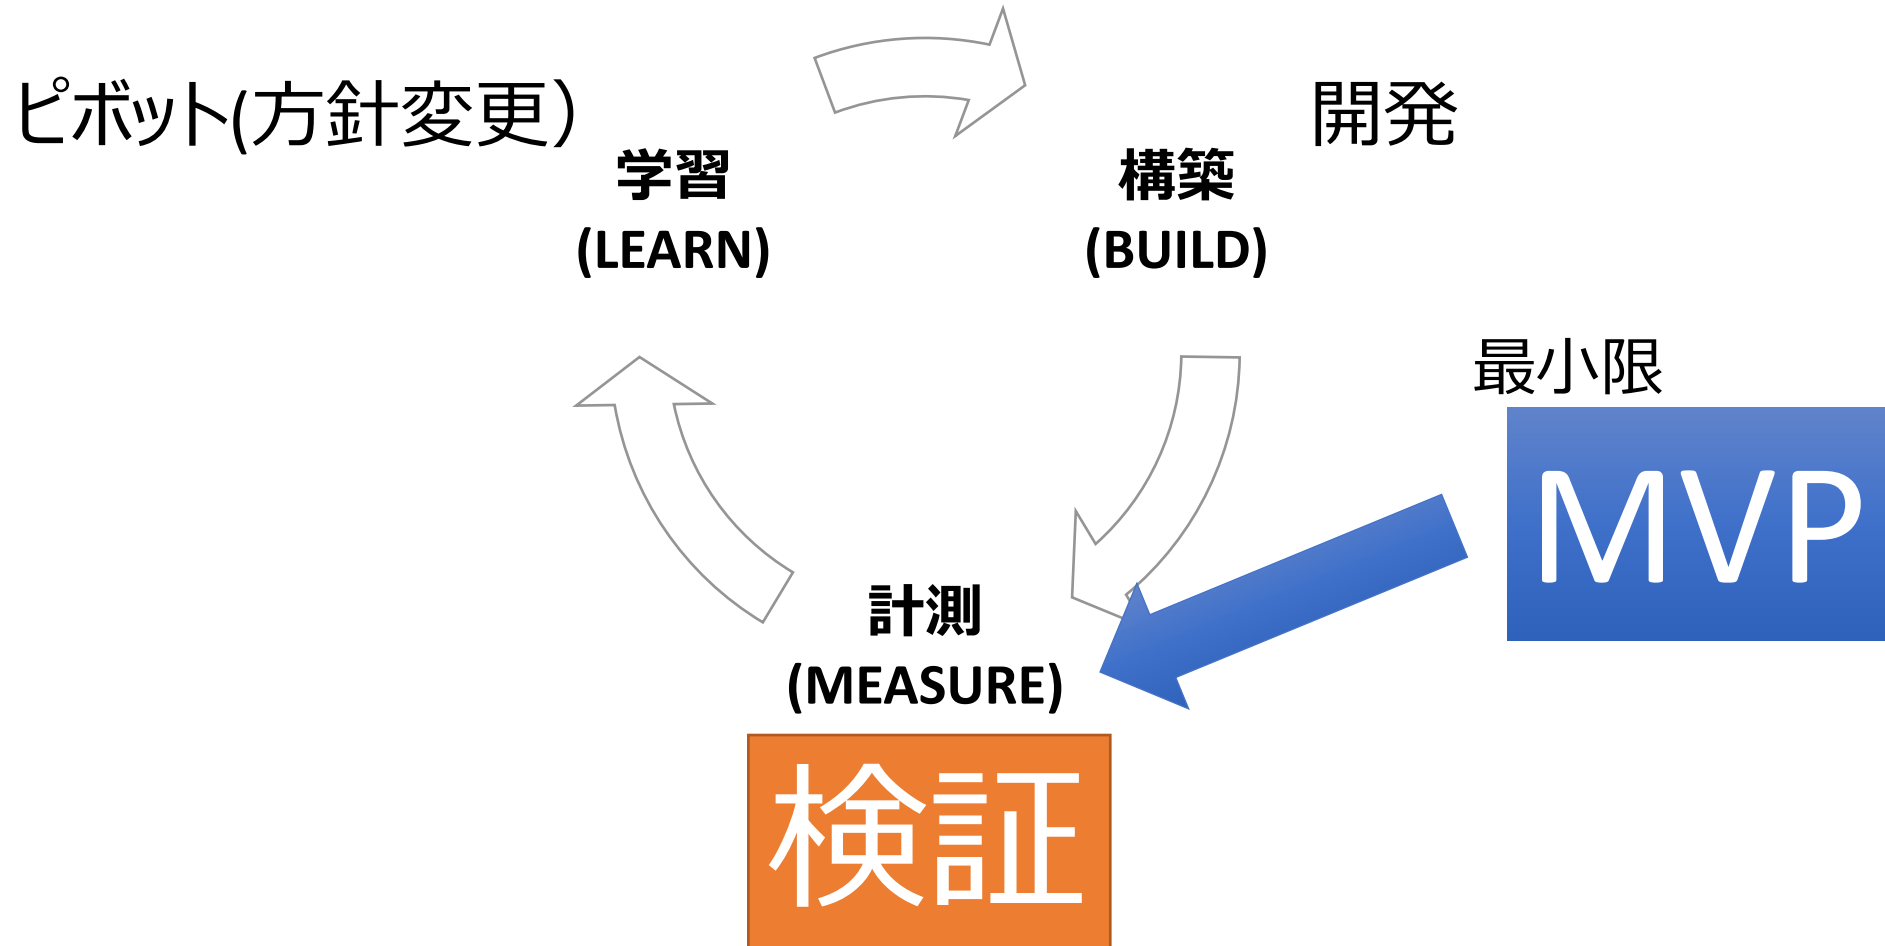 ピボット(方針変更）
開発
学習
(LEARN)
構築
(BUILD)
最小限
MVP
計測
(MEASURE)
検証